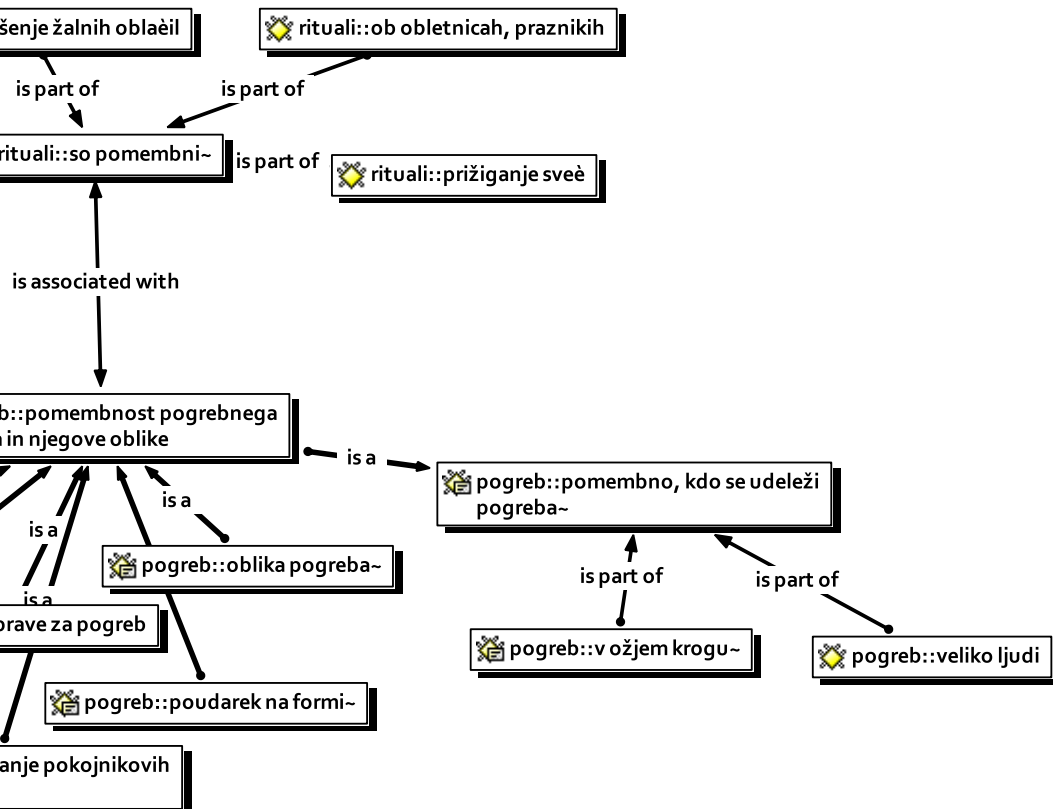 šenje žalnih oblaèil
rituali::ob obletnicah, praznikih
is part of
is part of
rituali::so pomembni~
is part of
rituali::prižiganje sveè
is associated with
b::pomembnost pogrebnega
a in njegove oblike
is a
pogreb::pomembno, kdo se udeleži
pogreba~
is a
is a
pogreb::oblika pogreba~
is part of
is part of
is a
prave za pogreb
pogreb::v ožjem krogu~
pogreb::veliko ljudi
pogreb::poudarek na formi~
anje pokojnikovih